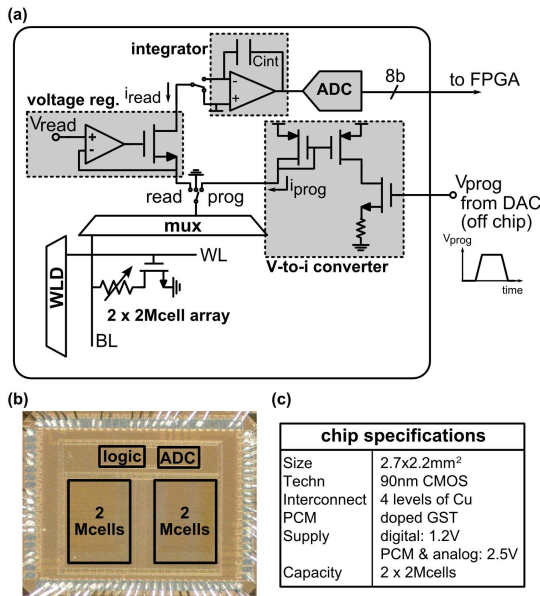 (a)
integrator
Cint
iread
ADC
8b
to FPGA
voltage reg.
Vread
+
-
-
+
read
prog
iprog
Vprog
from DAC
(off chip)
mux
V-to-i converter
Vprog
time
WLD
WL
2 x 2Mcell array
BL
(b)
logic
ADC
2
Mcells
2
Mcells
(c)
chip specifications
Size 2.7x2.2mm²
Techn 90nm CMOS
Interconnect 4 levels of Cu
PCM doped GST
Supply digital: 1.2V
PCM & analog: 2.5V
Capacity 2 x 2Mcells